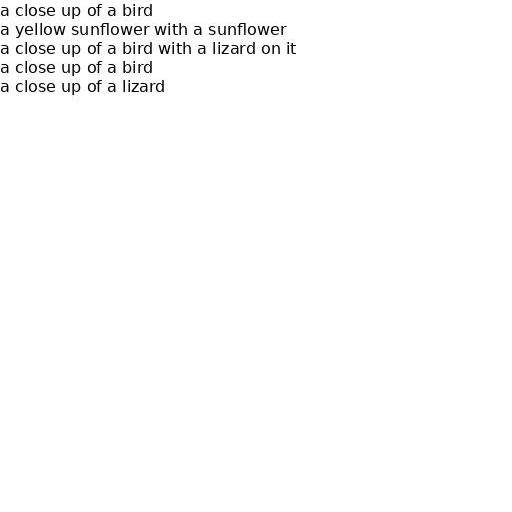 a close up of a bird
a yellow sunflower with a sunflower
a close up of a bird with a lizard on it
a close up of a bird
a close up of a lizard